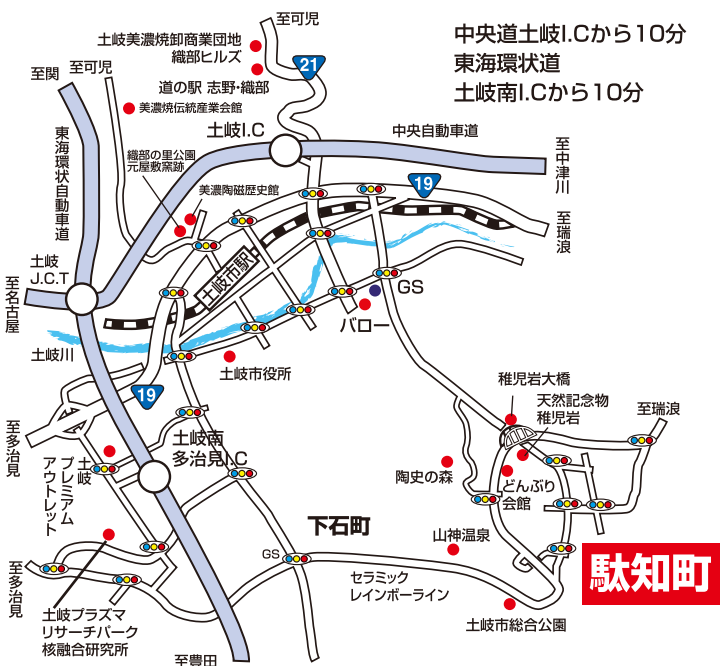 至可児
土岐美濃焼卸商業団地
織部ヒルズ
21
中央道土岐I.Cから10分
東海環状道
土岐南I.Cから10分
至関
至可児
道の駅 志野・織部
美濃焼伝統産業会館
土岐I.C
中央自動車道
至中津川
東海環状自動車道
織部の里公園
元屋敷窯跡
美濃陶磁歴史館
19
至瑞浪
土岐
J.C.T
土岐市駅
至名古屋
GS
バロー
土岐川
土岐市役所
19
稚児岩大橋
天然記念物
稚児岩
至瑞浪
至多治見
土岐南
多治見I.C
土岐
プレミアム
アウトレット
陶史の森
どんぶり
会館
下石町
山神温泉
GS
セラミック
レインボーライン
駄知町
至多治見
土岐プラズマ
リサーチパーク
核融合研究所
土岐市総合公園
至豊田